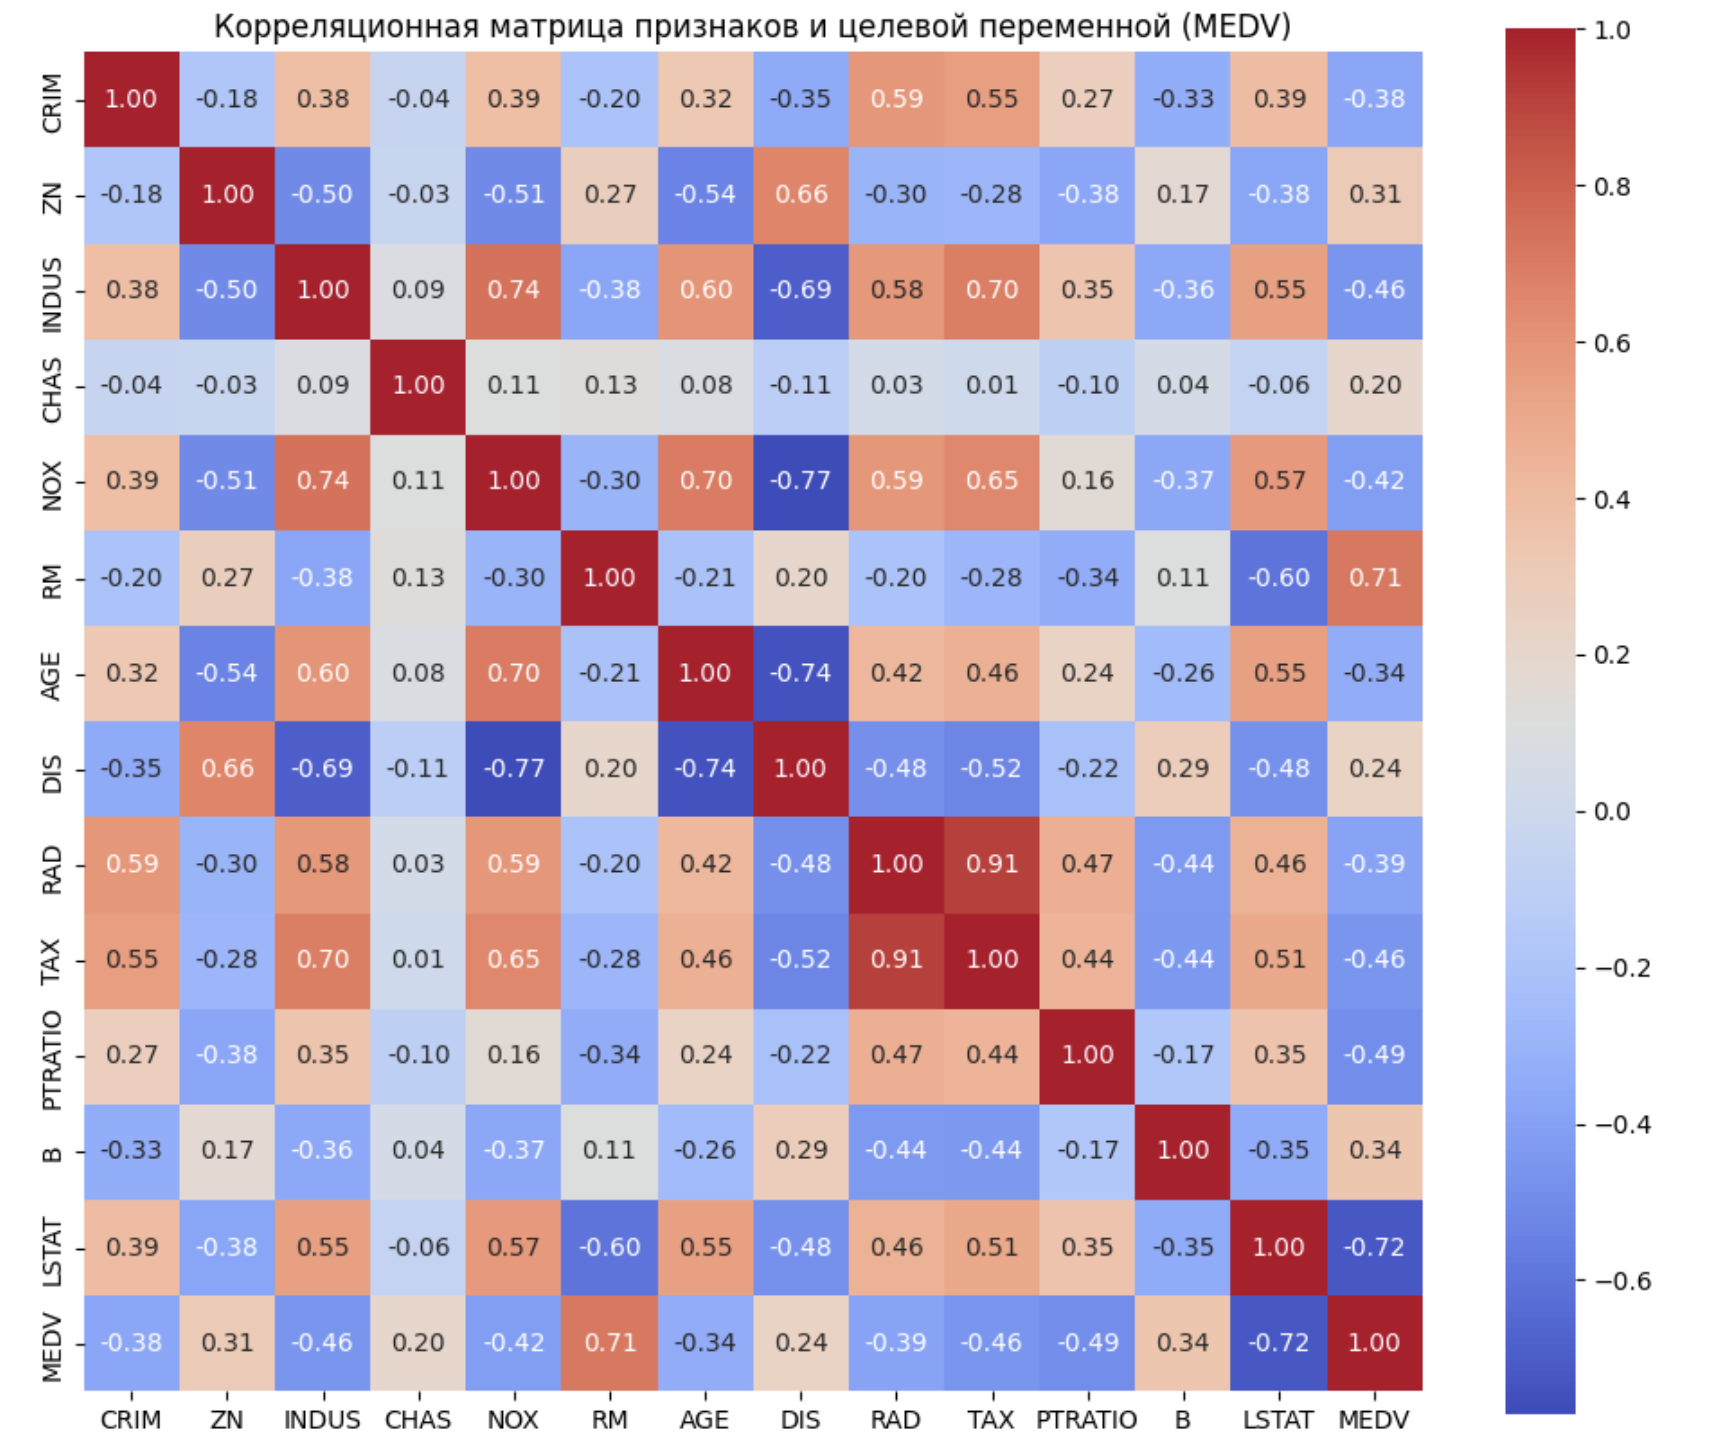 Корреляционная матрица признаков и целевой переменной (MEDV)
CRIM 1.00 -0.18 0.38 -0.04 0.39 -0.20 0.32 -0.35 0.59 0.55 0.27 -0.33 0.39 -0.38
ZN -0.18 1.00 -0.50 -0.03 -0.51 0.27 -0.54 0.66 -0.30 -0.28 -0.38 0.17 -0.38 0.31
INDUS 0.38 -0.50 1.00 0.09 0.74 -0.38 0.60 -0.69 0.58 0.70 0.35 -0.36 0.55 -0.46
CHAS -0.04 -0.03 0.09 1.00 0.11 0.13 0.08 -0.11 0.03 0.01 -0.10 0.04 -0.06 0.20
NOX 0.39 -0.51 0.74 0.11 1.00 -0.30 0.70 -0.77 0.59 0.65 0.16 -0.37 0.57 -0.42
RM -0.20 0.27 -0.38 0.13 -0.30 1.00 -0.21 0.20 -0.20 -0.28 -0.34 0.11 -0.60 0.71
AGE 0.32 -0.54 0.60 0.08 0.70 -0.21 1.00 -0.74 0.42 0.46 0.24 -0.26 0.55 -0.34
DIS -0.35 0.66 -0.69 -0.11 -0.77 0.20 -0.74 1.00 -0.48 -0.52 -0.22 0.29 -0.48 0.24
RAD 0.59 -0.30 0.58 0.03 0.59 -0.20 0.42 -0.48 1.00 0.91 0.47 -0.44 0.46 -0.39
TAX 0.55 -0.28 0.70 0.01 0.65 -0.28 0.46 -0.52 0.91 1.00 0.44 -0.44 0.51 -0.46
PTRATIO 0.27 -0.38 0.35 -0.10 0.16 -0.34 0.24 -0.22 0.47 0.44 1.00 -0.17 0.35 -0.49
B -0.33 0.17 -0.36 0.04 -0.37 0.11 -0.26 0.29 -0.44 -0.44 -0.17 1.00 -0.35 0.34
LSTAT 0.39 -0.38 0.55 -0.06 0.57 -0.60 0.55 -0.48 0.46 0.51 0.35 -0.35 1.00 -0.72
MEDV -0.38 0.31 -0.46 0.20 -0.42 0.71 -0.34 0.24 -0.39 -0.46 -0.49 0.34 -0.72 1.00
CRIM ZN INDUS CHAS NOX RM AGE DIS RAD TAX PTRATIO B LSTAT MEDV
1.0
0.8
0.6
0.4
0.2
0.0
−0.2
−0.4
−0.6